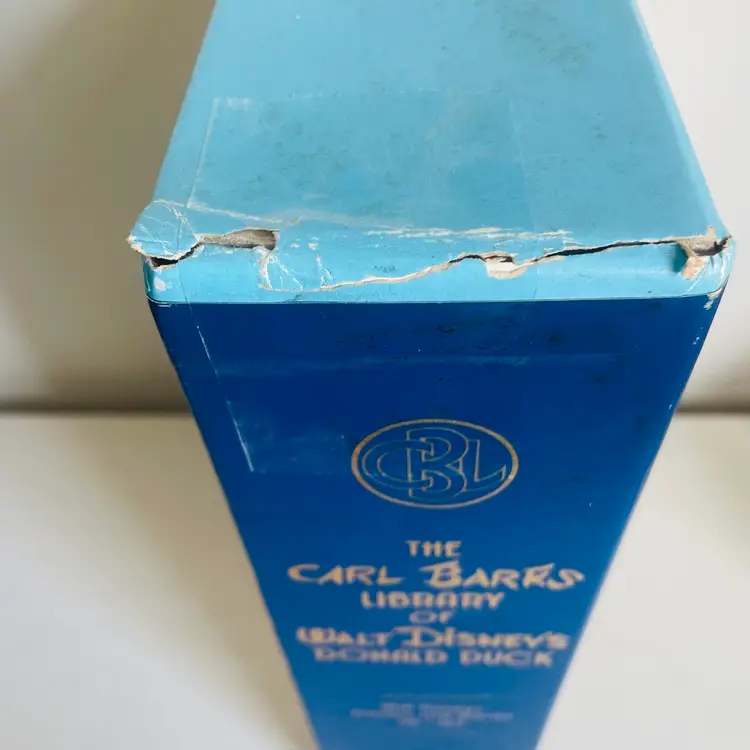 CBL
THE
CARL BARKS
LIBRARY
OF
WALT DISNEY'S
DONALD DUCK